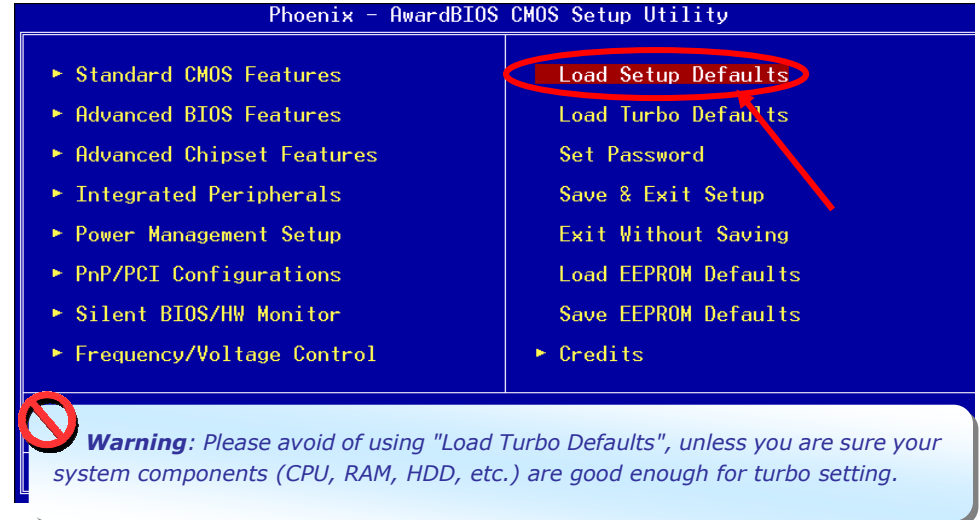 Phoenix - AwardBIOS CMOS Setup Utility
► Standard CMOS Features
► Advanced BIOS Features
► Advanced Chipset Features
► Integrated Peripherals
► Power Management Setup
► PnP/PCI Configurations
► Silent BIOS/HW Monitor
► Frequency/Voltage Control
Load Setup Defaults
Load Turbo Defaults
Set Password
Save & Exit Setup
Exit Without Saving
Load EEPROM Defaults
Save EEPROM Defaults
► Credits
Warning: Please avoid of using "Load Turbo Defaults", unless you are sure your
system components (CPU, RAM, HDD, etc.) are good enough for turbo setting.